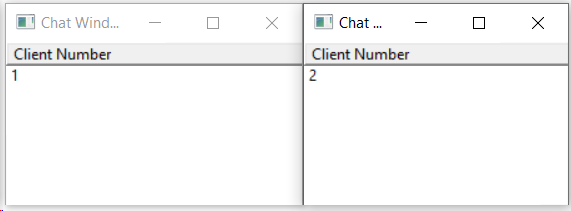 Chat Wind...
Client Number
1
Chat ...
Client Number
2